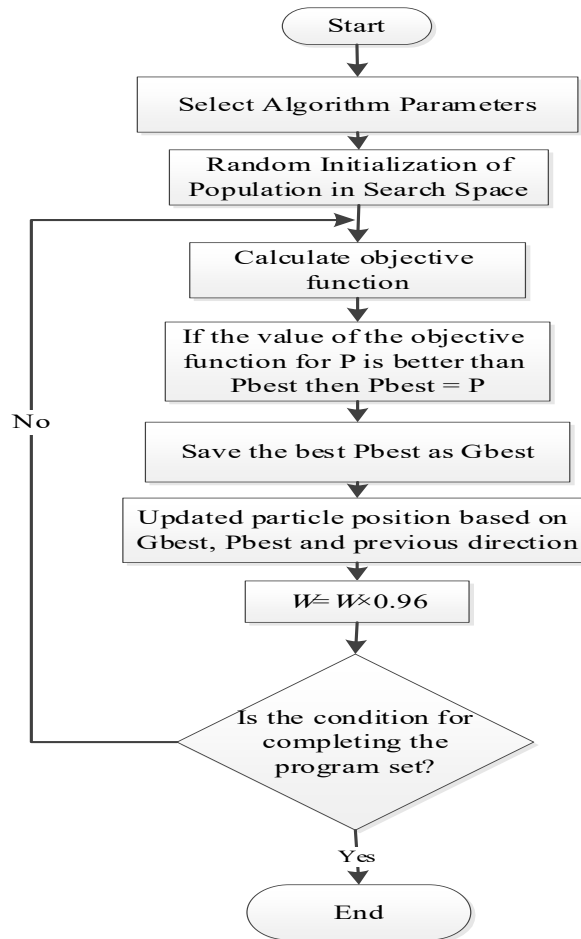 Start
Select Algorithm Parameters
Random Initialization of
Population in Search Space
Calculate objective
function
If the value of the objective
function for P is better than
Pbest then Pbest = P
No
Save the best Pbest as Gbest
Updated particle position based on
Gbest, Pbest and previous direction
W= W×0.96
Is the condition for
completing the
program set?
Yes
End